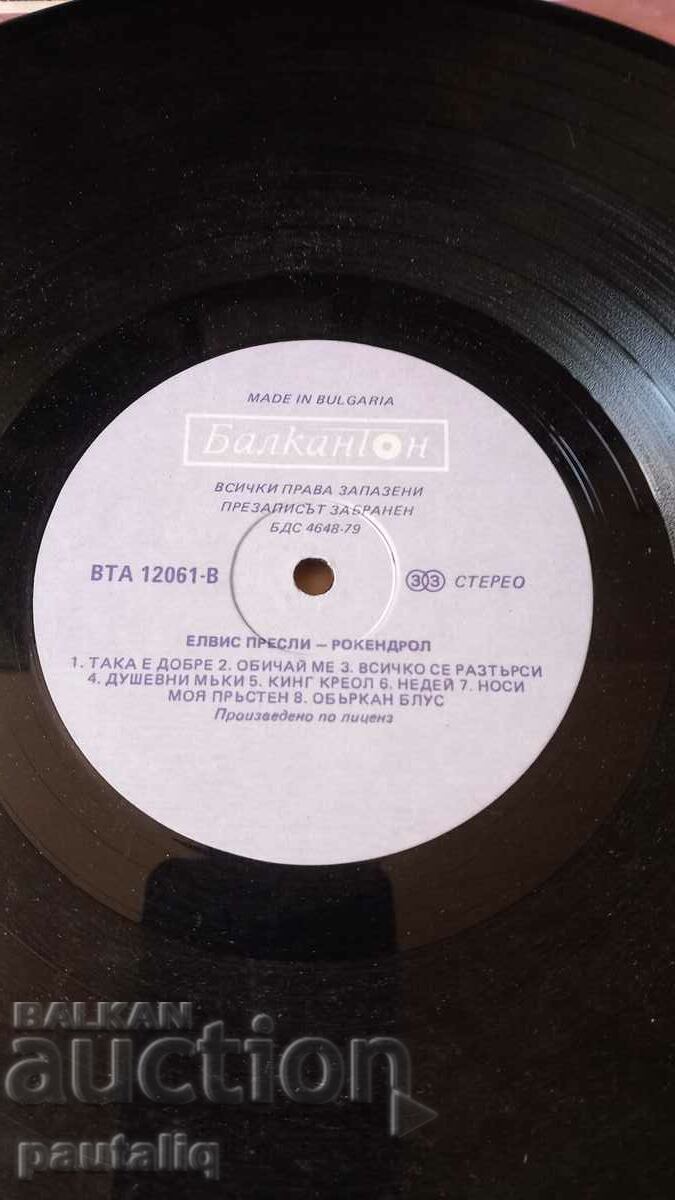 MADE IN BULGARIA
Балкантон
ВСИЧКИ ПРАВА ЗАПАЗЕНИ
ПРЕЗАПИСЪТ ЗАБРАНЕН
БДС 4648-79
ВТА 12061-В
33 СТЕРЕО
ЕЛВИС ПРЕСЛИ – РОКЕНДРОЛ
1. ТАКА Е ДОБРЕ 2. ОБИЧАЙ МЕ 3. ВСИЧКО СЕ РАЗТЪРСИ
4. ДУШЕВНИ МЪКИ 5. КИНГ КРЕОЛ 6. НЕДЕЙ 7. НОСИ
МОЯ ПРЪСТЕН 8. ОБЪРКАН БЛУС
Произведено по лиценз
BALKAN
auction
pautaliq